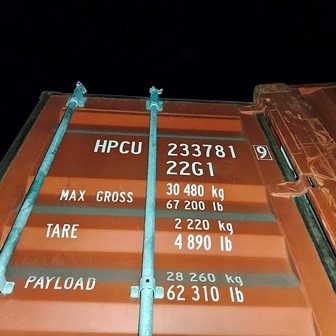 HPCU 233781 9
22G1
MAX GROSS 30 480 kg
67 200 lb
TARE 2 220 kg
4 890 lb
PAYLOAD 28 260 kg
62 310 lb